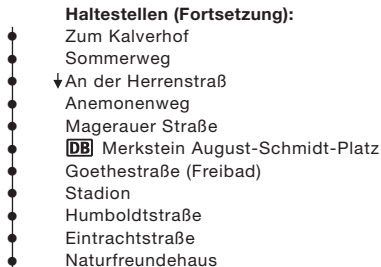 Haltestellen (Fortsetzung):
Zum Kalverhof
Sommerweg
An der Herrenstraß
Anemonenweg
Magerauer Straße
DB Merkstein August-Schmidt-Platz
Goethestraße (Freibad)
Stadion
Humboldtstraße
Eintrachtstraße
Naturfreundehaus